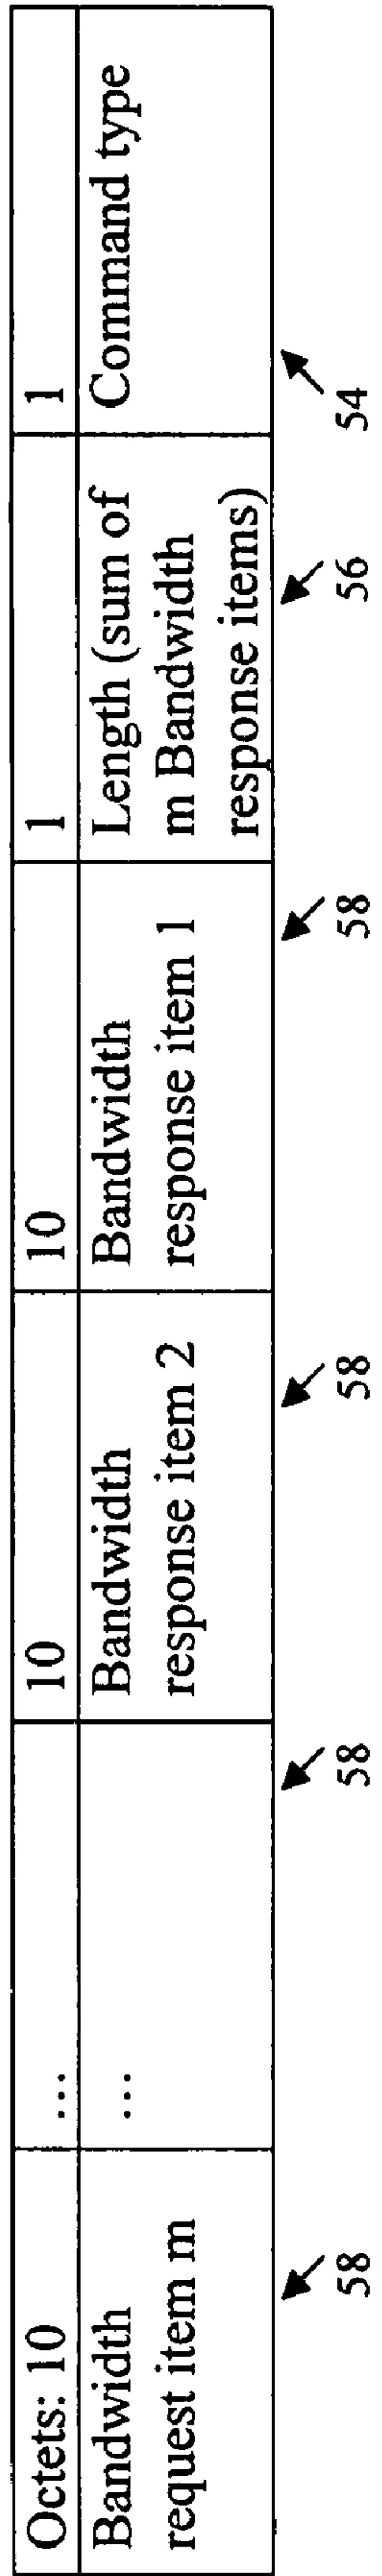 Octets: 10
...
10
10
1
1
Bandwidth
request item m
...
Bandwidth
response item 2
Bandwidth
response item 1
Length (sum of
m Bandwidth
response items)
Command type
58
58
58
58
56
54